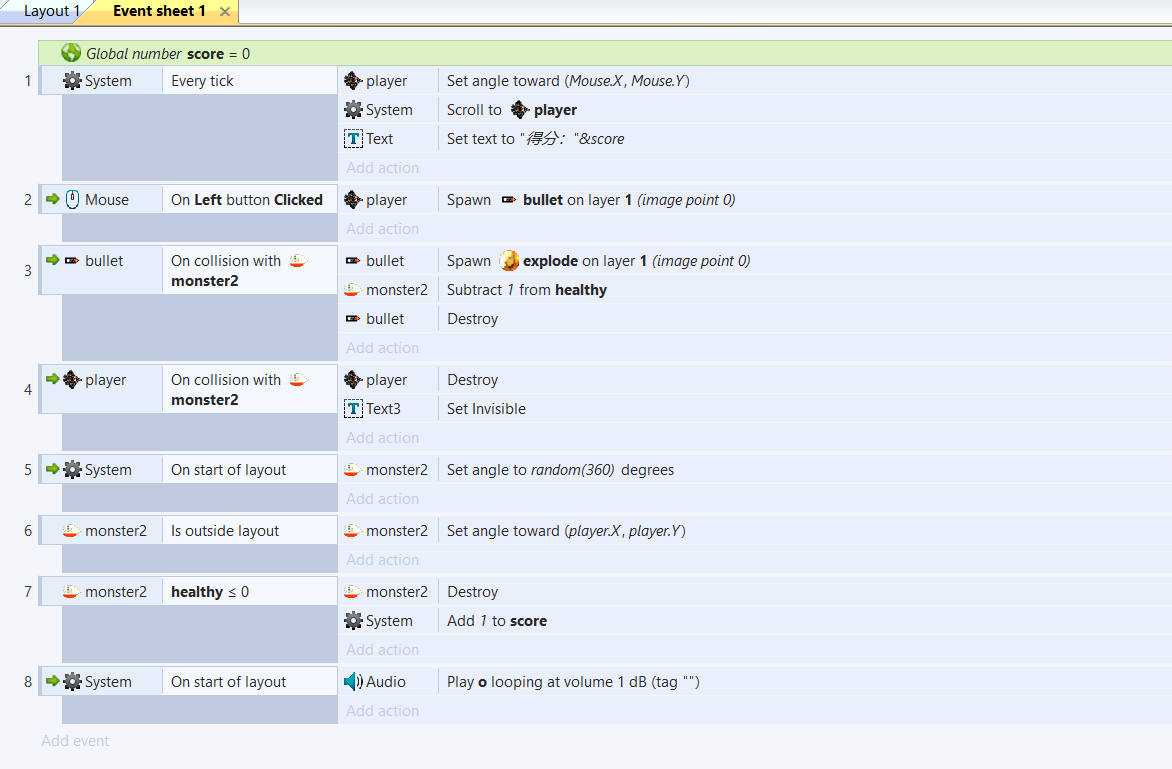 Layout 1
Event sheet 1
Global number score = 0
1 System Every tick player Set angle toward (Mouse.X, Mouse.Y)
System Scroll to player
Text Set text to "得分："&score
Add action
2 Mouse On Left button Clicked player Spawn bullet on layer 1 (image point 0)
Add action
3 bullet On collision with monster2 bullet Spawn explode on layer 1 (image point 0)
monster2 Subtract 1 from healthy
bullet Destroy
Add action
4 player On collision with monster2 player Destroy
Text3 Set Invisible
Add action
5 System On start of layout monster2 Set angle to random(360) degrees
Add action
6 monster2 Is outside layout monster2 Set angle toward (player.X, player.Y)
Add action
7 monster2 healthy ≤ 0 monster2 Destroy
System Add 1 to score
Add action
8 System On start of layout Audio Play o looping at volume 1 dB (tag "")
Add action
Add event